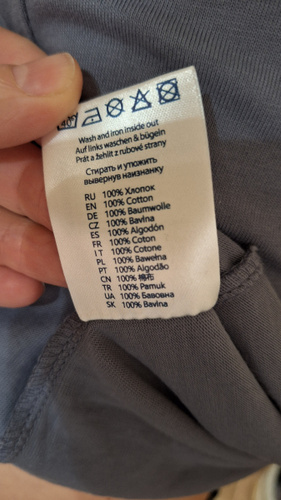 Wash and iron inside out
Auf links waschen & bügeln
Prát a žehlit z rubové strany
Стирать и утюжить
вывернув наизнанку
RU 100% Хлопок
EN 100% Cotton
DE 100% Baumwolle
CZ 100% Bavlna
ES 100% Algodón
FR 100% Coton
IT 100% Cotone
PL 100% Bawełna
PT 100% Algodão
CN 100% 棉布
TR 100% Pamuk
UA 100% Бавовна
SK 100% Bavlna